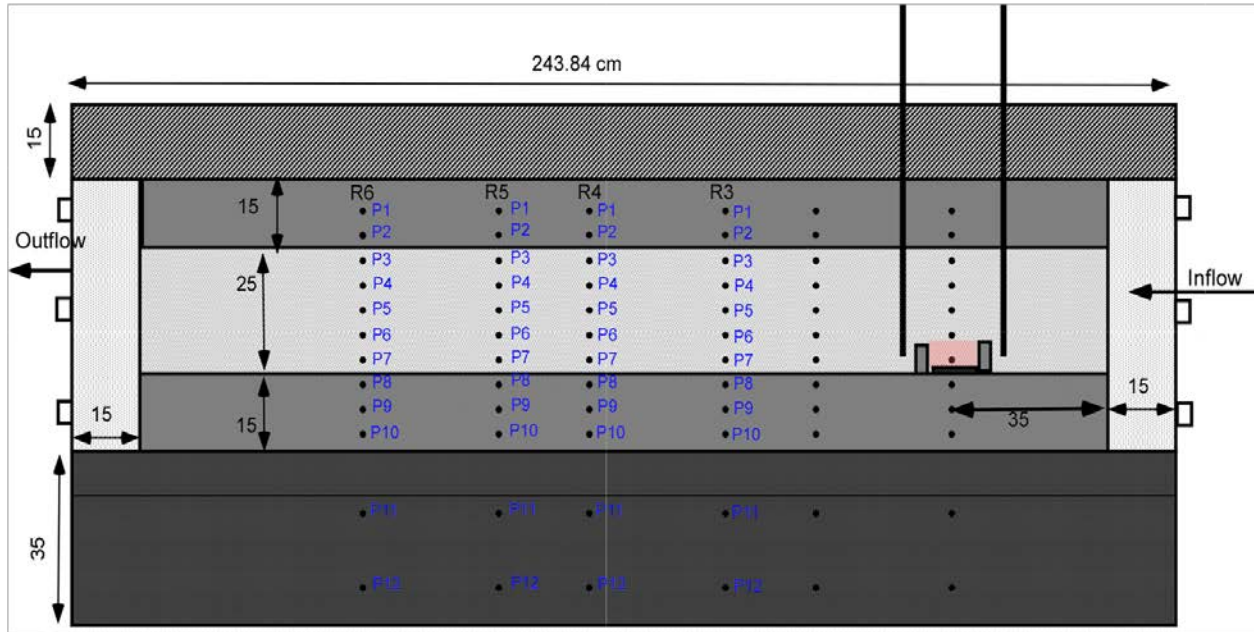 243.84 cm
15
R6 R5 R4 R3
15
P1 P1 P1 P1
P2 P2 P2 P2
Outflow
P3 P3 P3 P3
25
P4 P4 P4 P4
Inflow
P5 P5 P5 P5
P6 P6 P6 P6
P7 P7 P7 P7
P8 P8 P8 P8
15
15
P9 P9 P9 P9
35
15
P10 P10 P10 P10
P11 P11 P11 P11
35
P12 P12 P12 P12